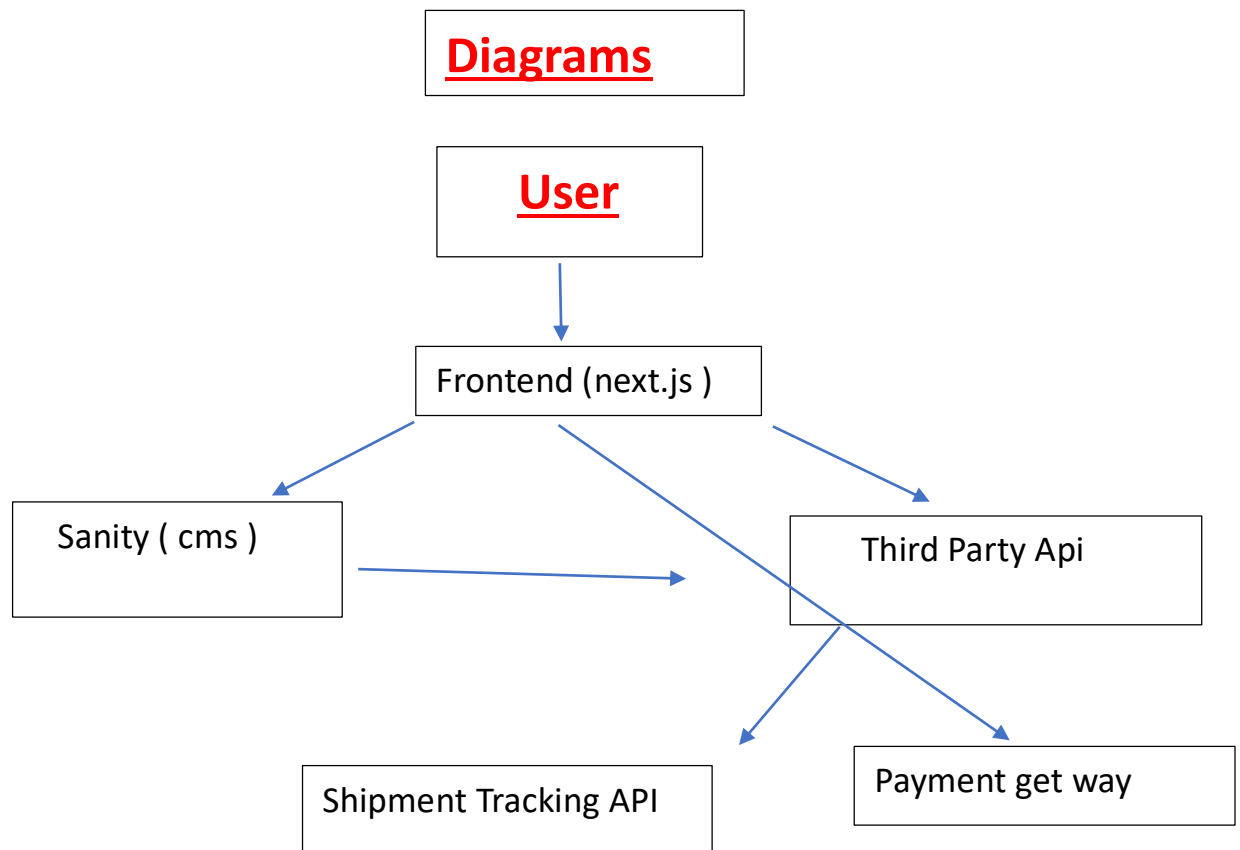 Diagrams
User
Frontend (next.js )
Sanity ( cms )
Third Party Api
Shipment Tracking API
Payment get way